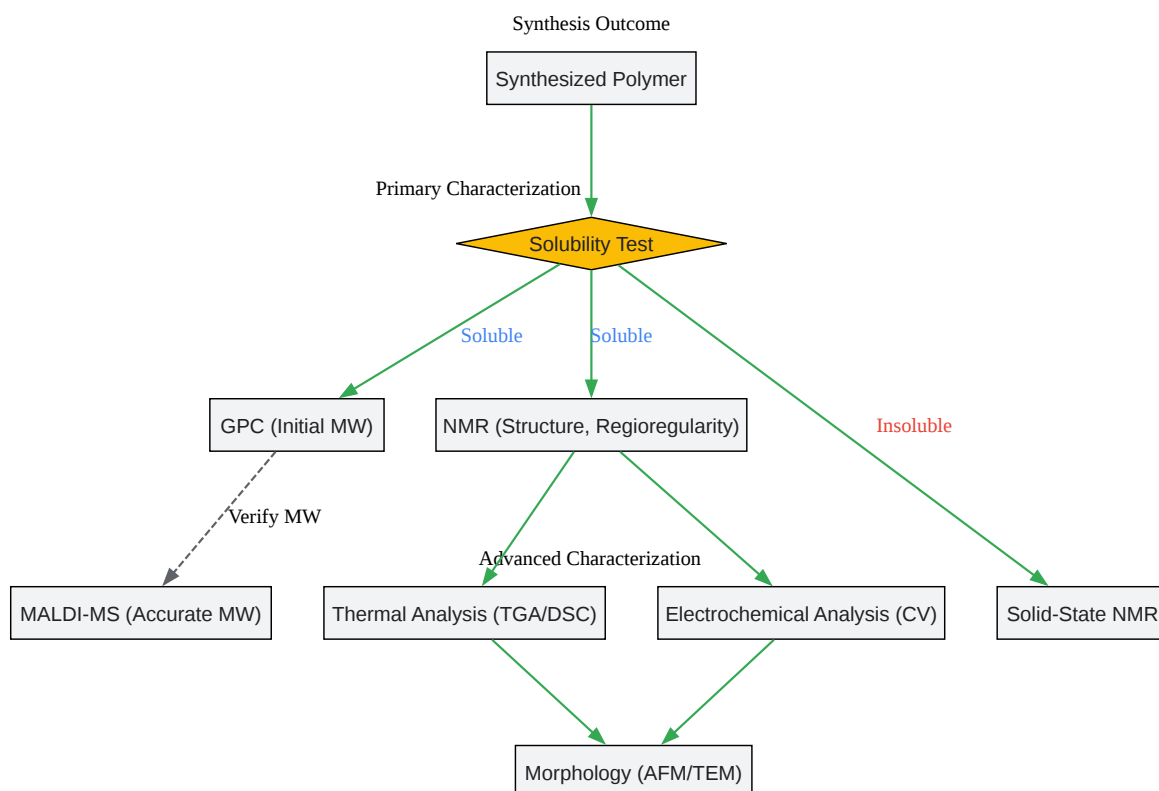 Synthesis Outcome
Synthesized Polymer
Primary Characterization
Solubility Test
Soluble
Soluble
GPC (Initial MW)
NMR (Structure, Regioregularity)
Insoluble
Verify MW
Advanced Characterization
MALDI-MS (Accurate MW)
Thermal Analysis (TGA/DSC)
Electrochemical Analysis (CV)
Solid-State NMR
Morphology (AFM/TEM)